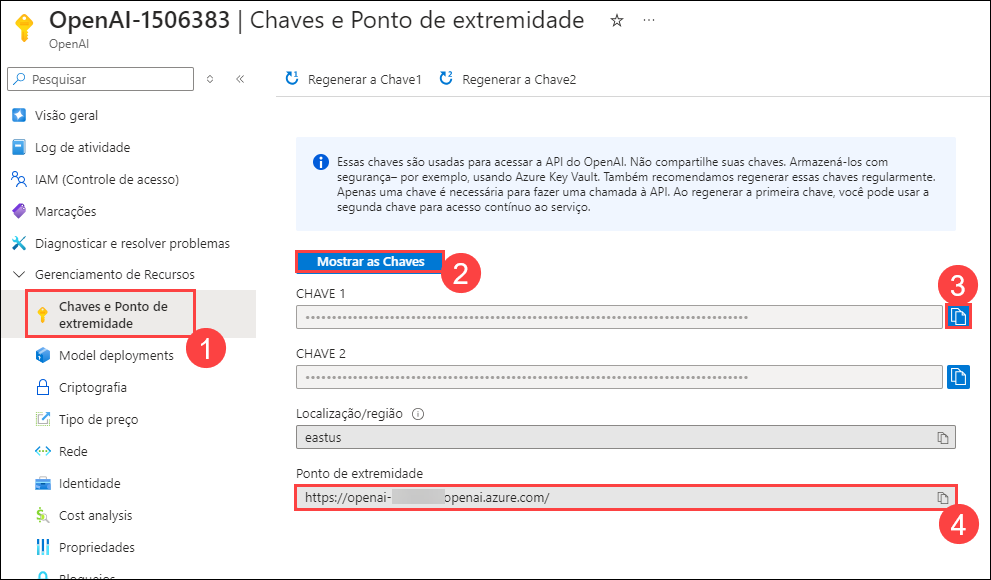 OpenAI-1506383 | Chaves e Ponto de extremidade
OpenAI
Pesquisar
Regenerar a Chave1
Regenerar a Chave2
Visão geral
Log de atividade
IAM (Controle de acesso)
Marcações
Diagnosticar e resolver problemas
Gerenciamento de Recursos
Chaves e Ponto de
extremidade
1
Model deployments
Criptografia
Tipo de preço
Rede
Identidade
Cost analysis
Propriedades
Bloqueios
Essas chaves são usadas para acessar a API do OpenAI. Não compartilhe suas chaves. Armazená-los com
segurança– por exemplo, usando Azure Key Vault. Também recomendamos regenerar essas chaves regularmente.
Apenas uma chave é necessária para fazer uma chamada à API. Ao regenerar a primeira chave, você pode usar a
segunda chave para acesso contínuo ao serviço.
Mostrar as Chaves
2
CHAVE 1
3
CHAVE 2
Localização/região
eastus
Ponto de extremidade
https://openai- openai.azure.com/
4